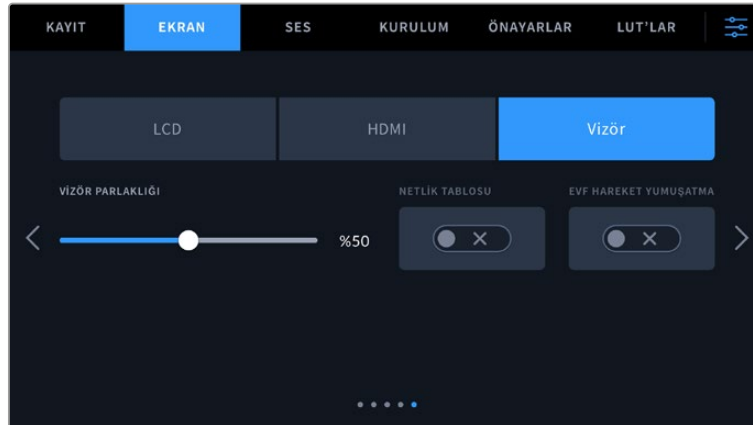 KAYIT EKRAN SES KURULUM ÖNAYARLAR LUT’LAR
LCD HDMI Vizör
VİZÖR PARLAKLIĞI NETLİK TABLOSU EVF HAREKET YUMUŞATMA
%50